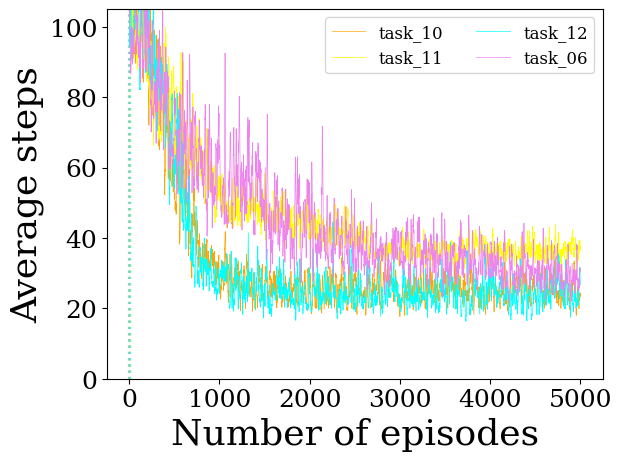 task_10
task_11
task_12
task_06
Average steps
100
80
60
40
20
0
0 1000 2000 3000 4000 5000
Number of episodes